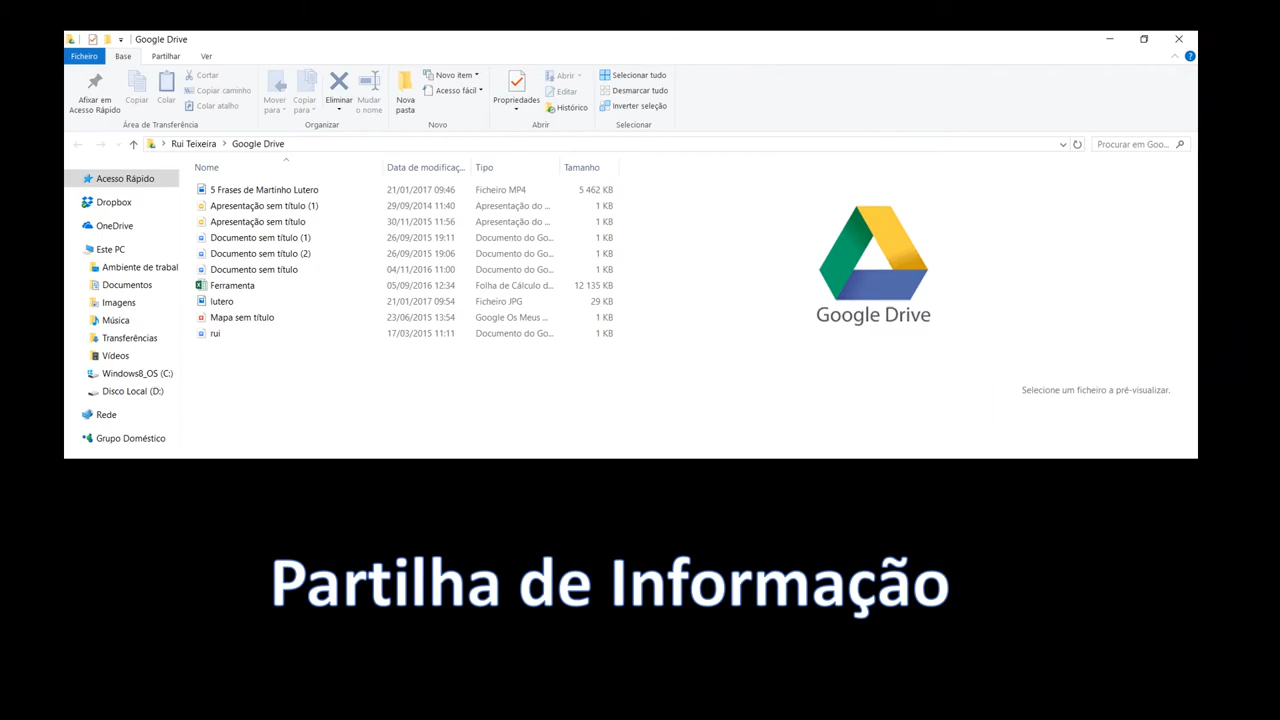 Google Drive
Ficheiro Base Partilhar Ver
Afixar em Acesso Rápido
Copiar
Colar
Cortar
Copiar caminho
Colar atalho
Área de Transferência
Mover para
Copiar para
Eliminar
Mudar o nome
Organizar
Nova pasta
Novo item
Acesso fácil
Novo
Propriedades
Abrir
Editar
Histórico
Abrir
Selecionar tudo
Desmarcar tudo
Inverter seleção
Selecionar
Rui Teixeira > Google Drive
Procurar em Goo...
Acesso Rápido
Dropbox
OneDrive
Este PC
Ambiente de trabal
Documentos
Imagens
Música
Transferências
Vídeos
Windows8_OS (C:)
Disco Local (D:)
Rede
Grupo Doméstico
Nome Data de modificaç... Tipo Tamanho
5 Frases de Martinho Lutero 21/01/2017 09:46 Ficheiro MP4 5 462 KB
Apresentação sem título (1) 29/09/2014 11:40 Apresentação do ... 1 KB
Apresentação sem título 30/11/2015 11:56 Apresentação do ... 1 KB
Documento sem título (1) 26/09/2015 19:11 Documento do Go... 1 KB
Documento sem título (2) 26/09/2015 19:06 Documento do Go... 1 KB
Documento sem título 04/11/2016 11:00 Documento do Go... 1 KB
Ferramenta 05/09/2016 12:34 Folha de Cálculo d... 12 135 KB
lutero 21/01/2017 09:54 Ficheiro JPG 29 KB
Mapa sem título 23/06/2015 13:54 Google Os Meus ... 1 KB
rui 17/03/2015 11:11 Documento do Go... 1 KB
Google Drive
Selecione um ficheiro a pré-visualizar.
Partilha de Informação